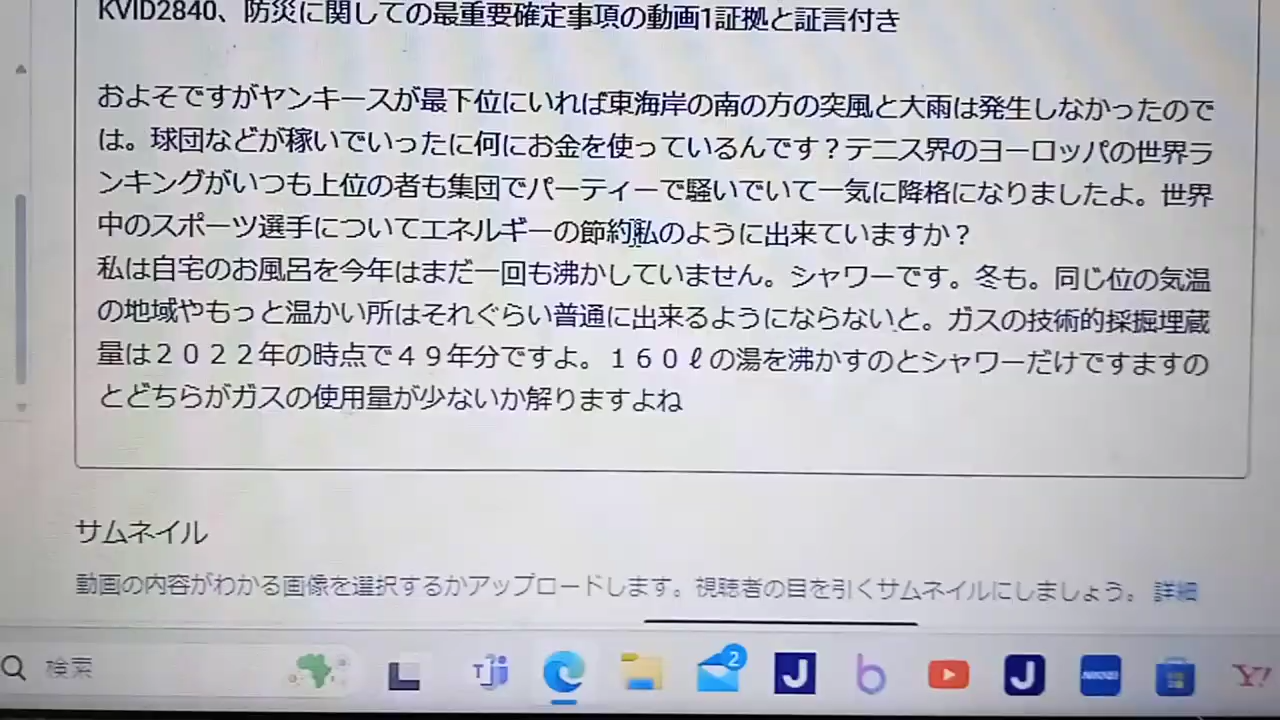 KVID2840、防災に関しての最重要確定事項の動画1証拠と証言付き
およそですがヤンキースが最下位にいれば東海岸の南の方の突風と大雨は発生しなかったので
は。球団などが稼いでいったに何にお金を使っているんです？テニス界のヨーロッパの世界ラ
ンキングがいつも上位の者も集団でパーティーで騒いでいて一気に降格になりましたよ。世界
中のスポーツ選手についてエネルギーの節約私のように出来ていますか？
私は自宅のお風呂を今年はまだ一回も沸かしていません。シャワーです。冬も。同じ位の気温
の地域やもっと温かい所はそれぐらい普通に出来るようにならないと。ガスの技術的採掘埋蔵
量は２０２２年の時点で４９年分ですよ。１６０ℓの湯を沸かすのとシャワーだけですますの
とどちらがガスの使用量が少ないか解りますよね
サムネイル
動画の内容がわかる画像を選択するかアップロードします。視聴者の目を引くサムネイルにしましょう。 詳細
検索
2
J
b
J
Y!